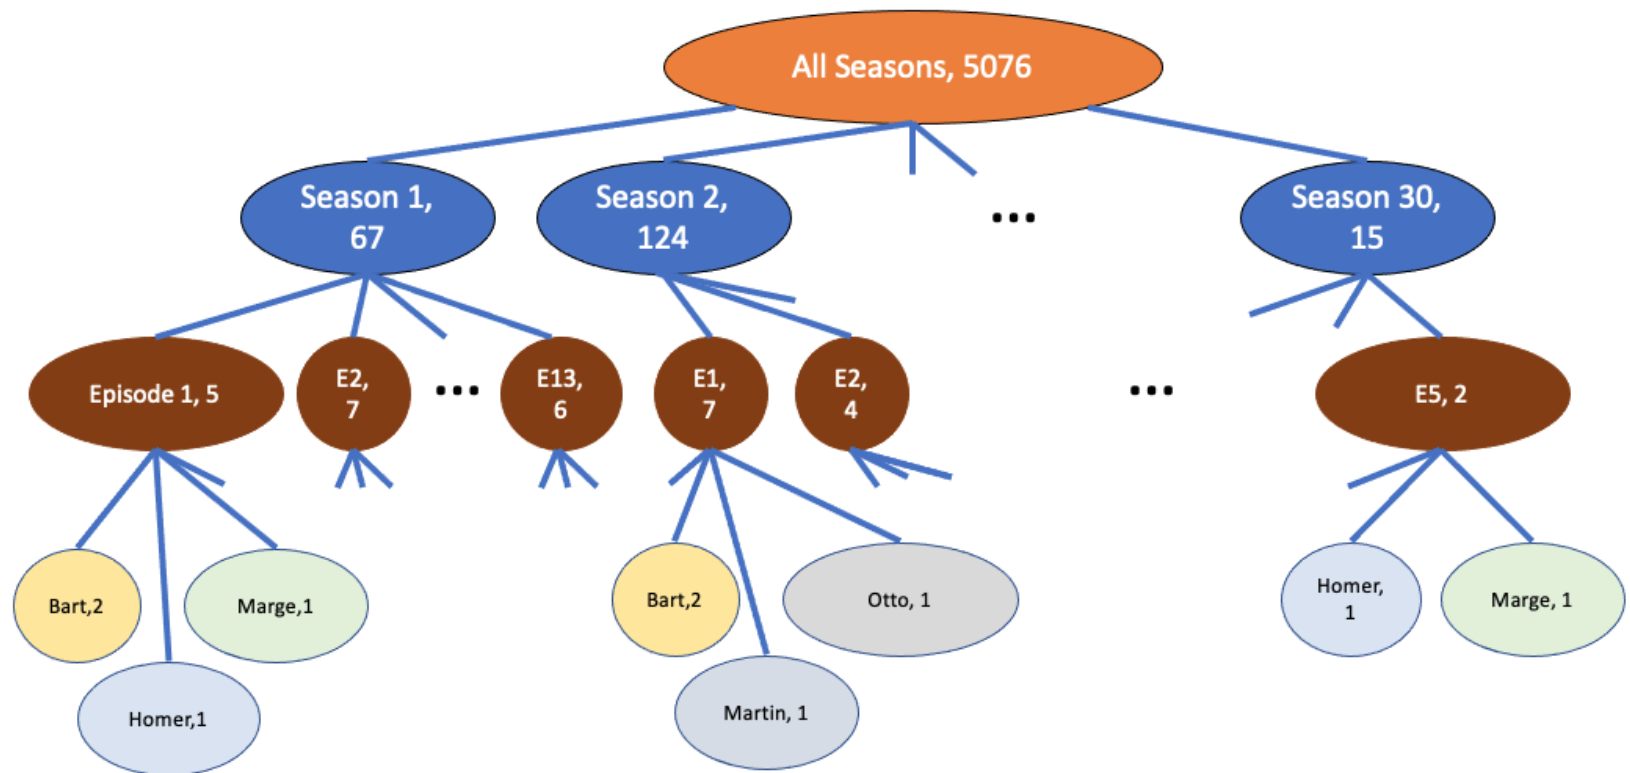 All Seasons, 5076
Season 1,
67
Season 2,
124
...
Season 30,
15
Episode 1, 5
E2,
7
...
E13,
6
E1,
7
E2,
4
...
E5, 2
Bart,2
Marge,1
Homer,1
Bart,2
Otto, 1
Martin, 1
Homer,
1
Marge, 1